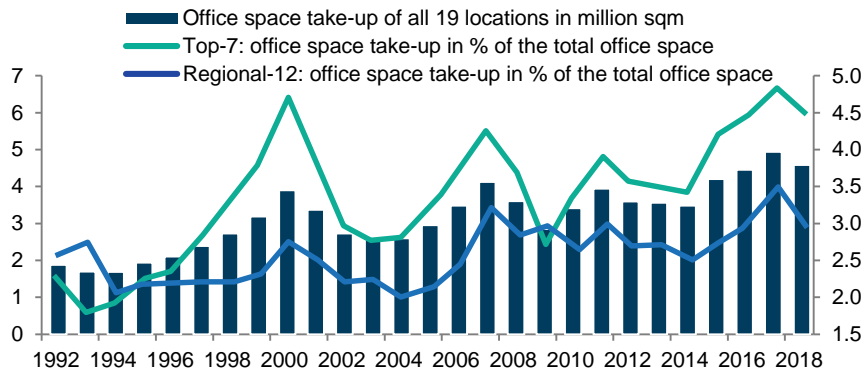 Office space take-up of all 19 locations in million sqm
Top-7: office space take-up in % of the total office space
Regional-12: office space take-up in % of the total office space
7 5.0
6 4.5
5 4.0
4 3.5
3 3.0
2 2.5
1 2.0
0 1.5
1992 1994 1996 1998 2000 2002 2004 2006 2008 2010 2012 2014 2016 2018